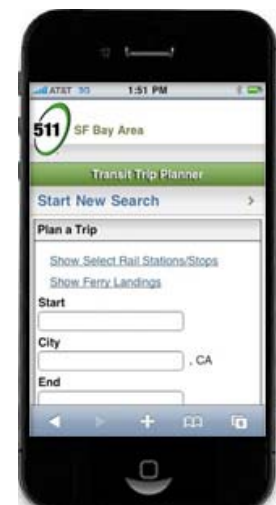 AT&T 3G 1:51 PM
511 SF Bay Area
Transit Trip Planner
Start New Search >
Plan a Trip
Show Select Rail Stations/Stops
Show Ferry Landings
Start
City
, CA
End